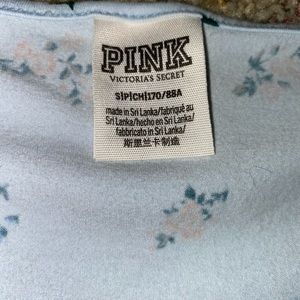 PINK
VICTORIA'S SECRET
S|P|CH|170/88A
made in Sri Lanka/fabriqué au
Sri Lanka/hecho en Sri Lanka/
fabbricato in Sri Lanka/
斯里兰卡制造